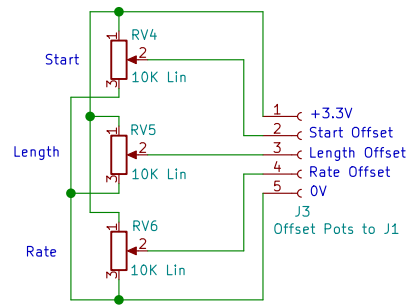 RV4
1
2
3
Start
10K Lin
RV5
1
2
3
Length
10K Lin
RV6
1
2
3
Rate
10K Lin
1 +3.3V
2 Start Offset
3 Length Offset
4 Rate Offset
5 0V
J3
Offset Pots to J1